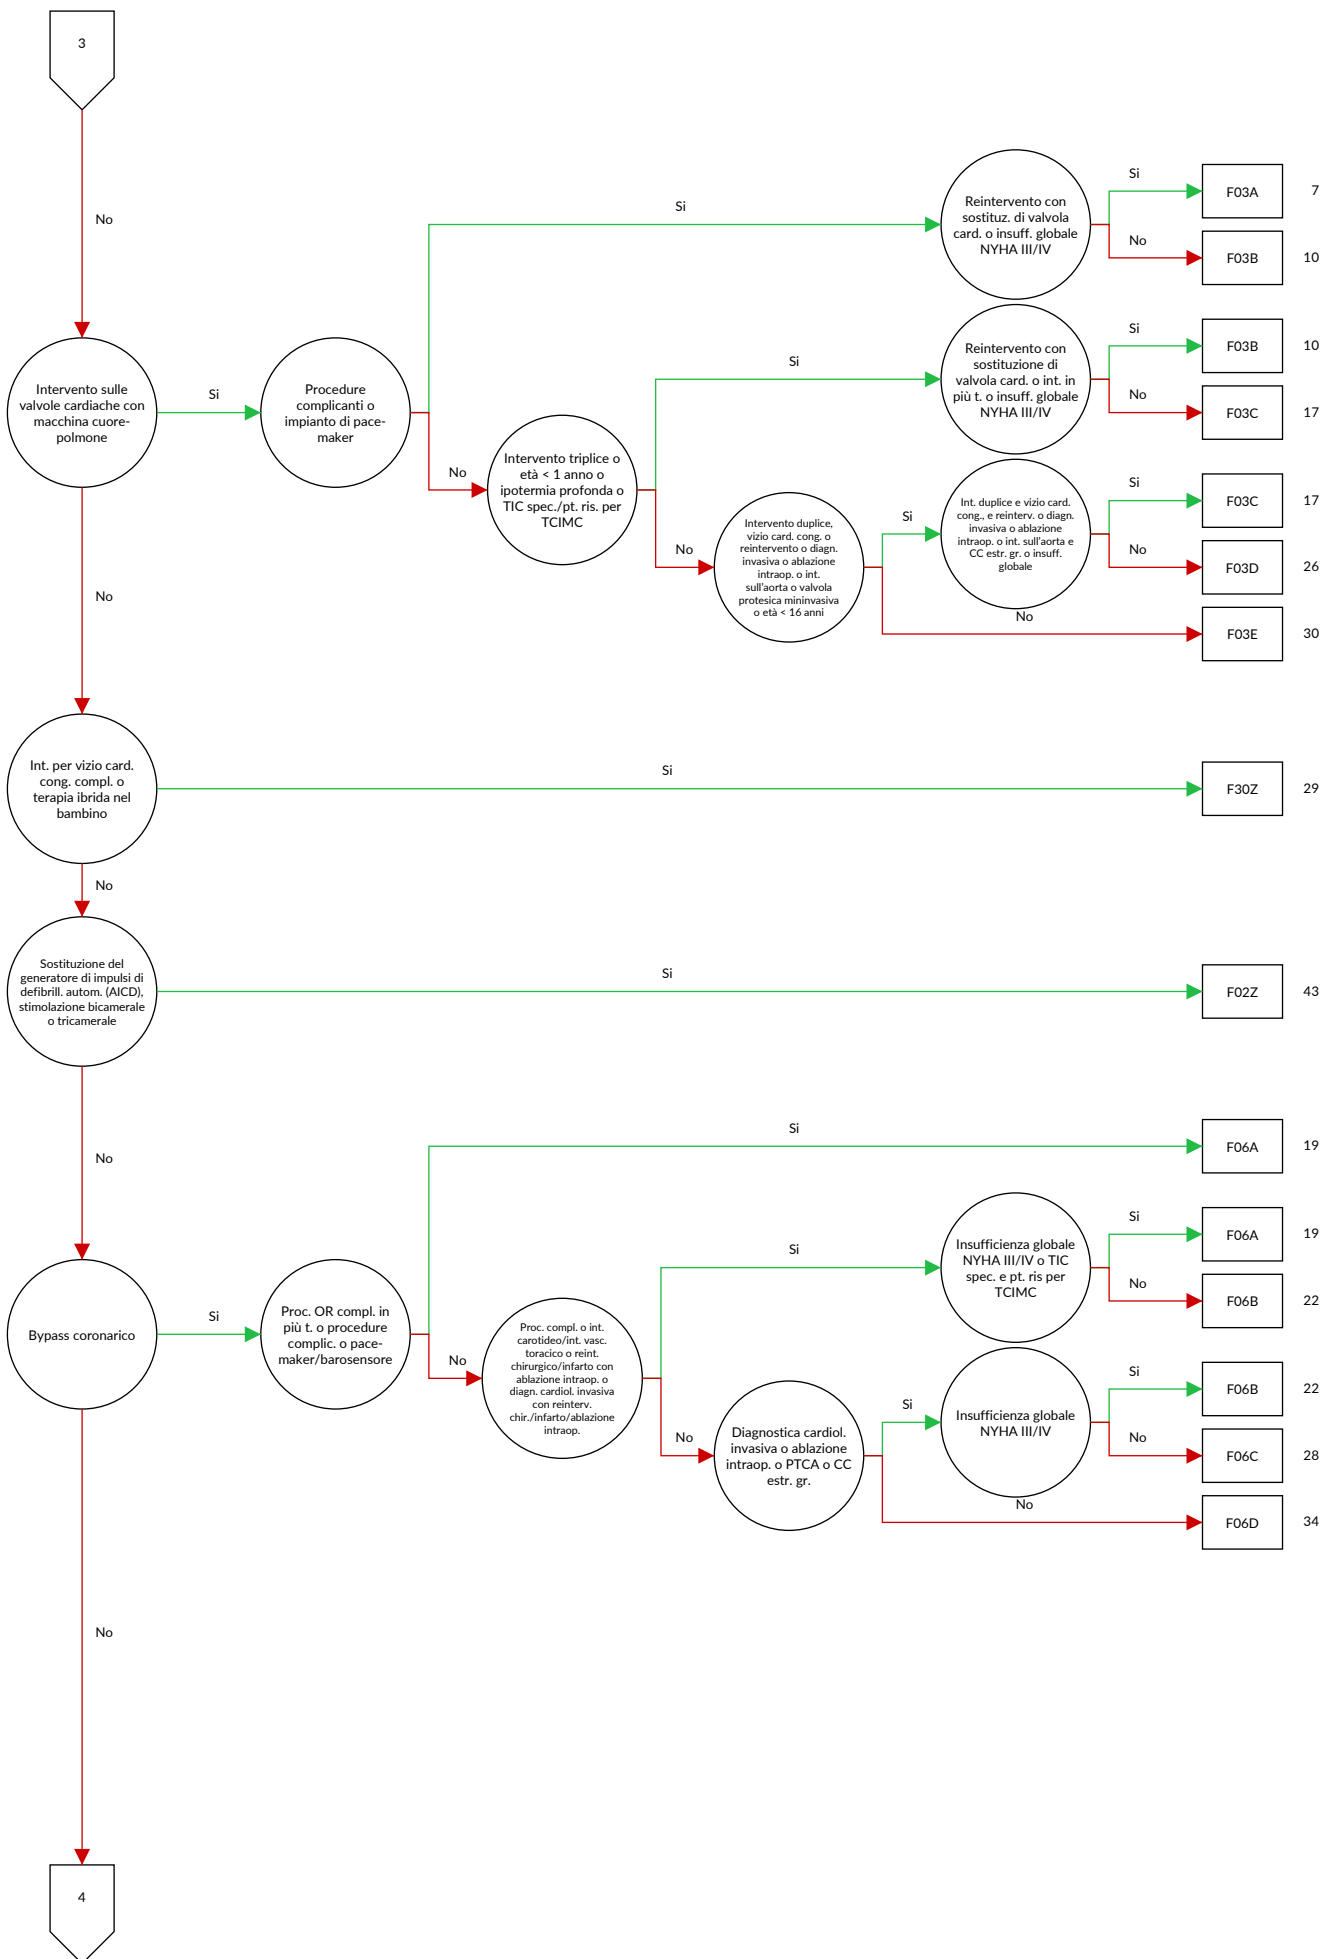 3
No
Si
Reintervento con
sostituz. di valvola
card. o insuff. globale
NYHA III/IV
Si
F03A
7
No
F03B
10
Intervento sulle
valvole cardiache con
macchina cuore-
polmone
Si
Procedure
complicanti o
impianto di pace-
maker
Si
Reintervento con
sostituzione di
valvola card. o int. in
più t. o insuff. globale
NYHA III/IV
Si
F03B
10
No
F03C
17
No
Intervento triplice o
età < 1 anno o
ipotermia profonda o
TIC spec./pt. ris. per
TCIMC
No
Intervento duplice,
vizio card. cong. o
reintervento o diagn.
invasiva o ablazione
intraop. o int.
sull'aorta o valvola
protesica mininvasiva
o età < 16 anni
Si
Int. duplice e vizio card.
cong., e reinterv. o diagn.
invasiva o ablazione
intraop. o int. sull'aorta e
CC estr. gr. o insuff.
globale
Si
F03C
17
No
F03D
26
No
F03E
30
No
Int. per vizio card.
cong. compl. o
terapia ibrida nel
bambino
Si
F30Z
29
No
Sostituzione del
generatore di impulsi di
defibrill. autom. (AICD),
stimolazione bicamerale
o tricamerale
Si
F02Z
43
No
Si
F06A
19
Bypass coronarico
Si
Proc. OR compl. in
più t. o procedure
complic. o pace-
maker/barosensore
Si
Insufficienza globale
NYHA III/IV o TIC
spec. e pt. ris per
TCIMC
Si
F06A
19
No
F06B
22
No
Proc. compl. o int.
carotideo/int. vasc.
toracico o reint.
chirurgico/infarto con
ablazione intraop. o
diagn. cardiol. invasiva
con reinterv.
chir./infarto/ablazione
intraop.
No
Diagnostica cardiol.
invasiva o ablazione
intraop. o PTCA o CC
estr. gr.
Si
Insufficienza globale
NYHA III/IV
Si
F06B
22
No
F06C
28
No
F06D
34
No
4